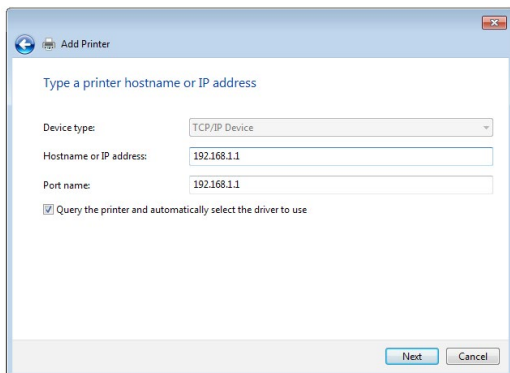 Add Printer
Type a printer hostname or IP address
Device type: TCP/IP Device
Hostname or IP address: 192.168.1.1
Port name: 192.168.1.1
Query the printer and automatically select the driver to use
Next Cancel